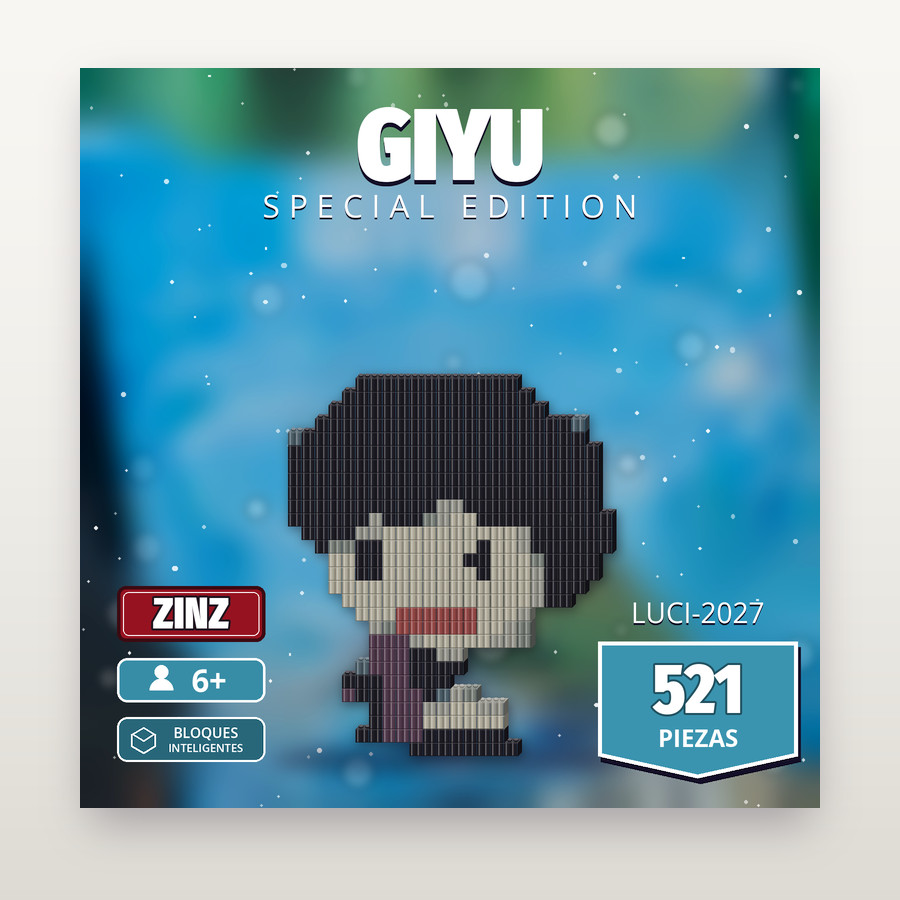 GIYU
SPECIAL EDITION
ZINZ
6+
BLOQUES
INTELIGENTES
LUCI-2027
521
PIEZAS